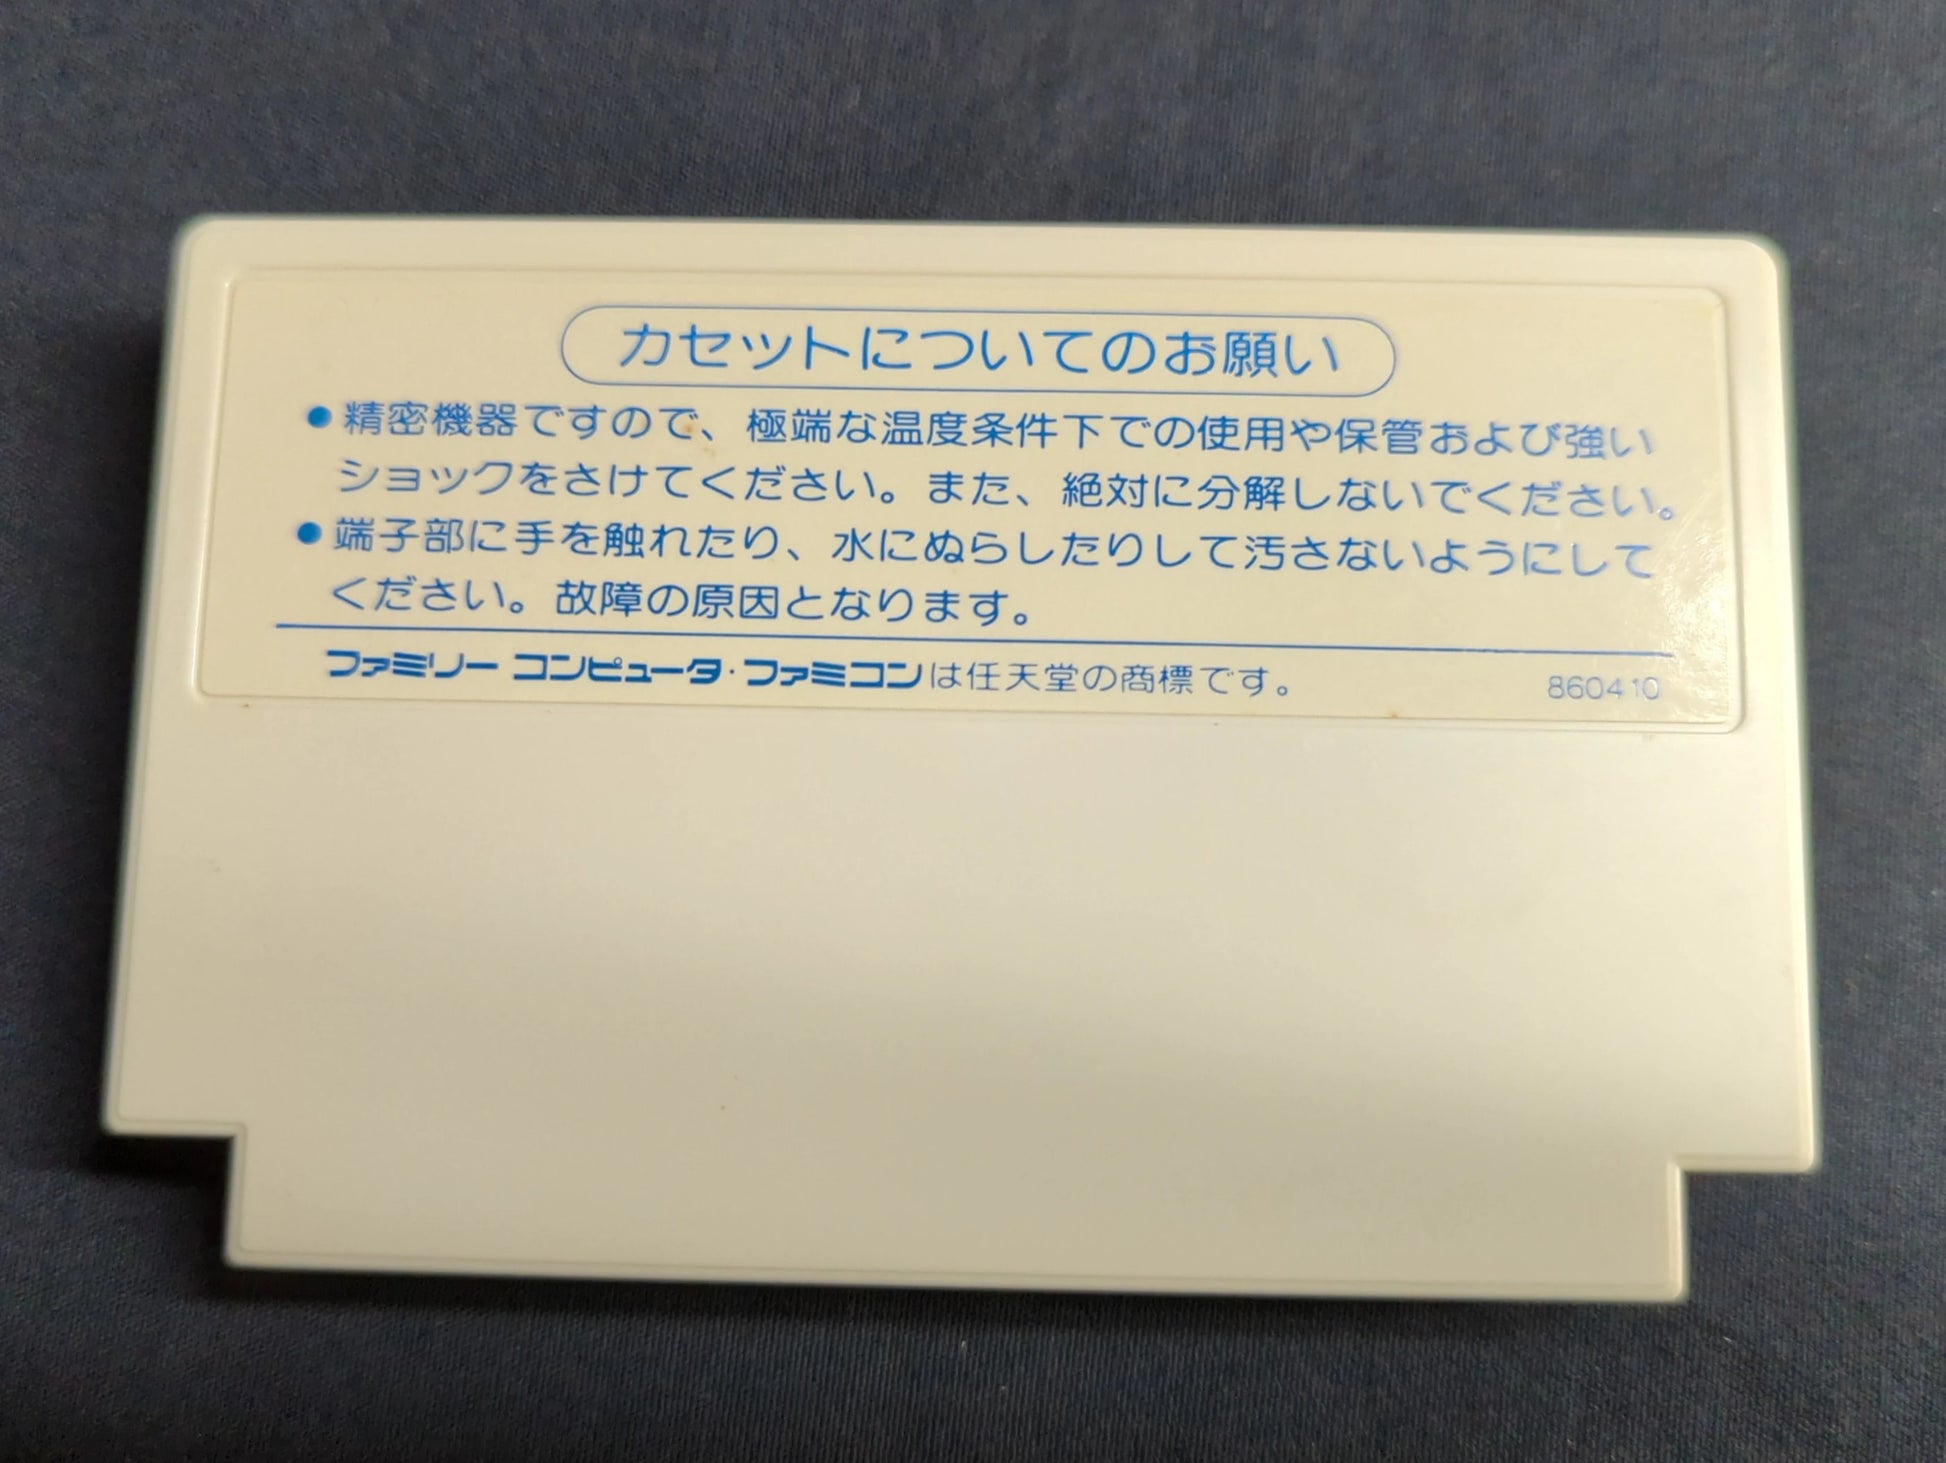 カセットについてのお願い
●精密機器ですので、極端な温度条件下での使用や保管および強い
ショックをさけてください。また、絶対に分解しないでください。
●端子部に手を触れたり、水にぬらしたりして汚さないようにして
ください。故障の原因となります。
ファミリー コンピュータ・ファミコンは任天堂の商標です。 860410